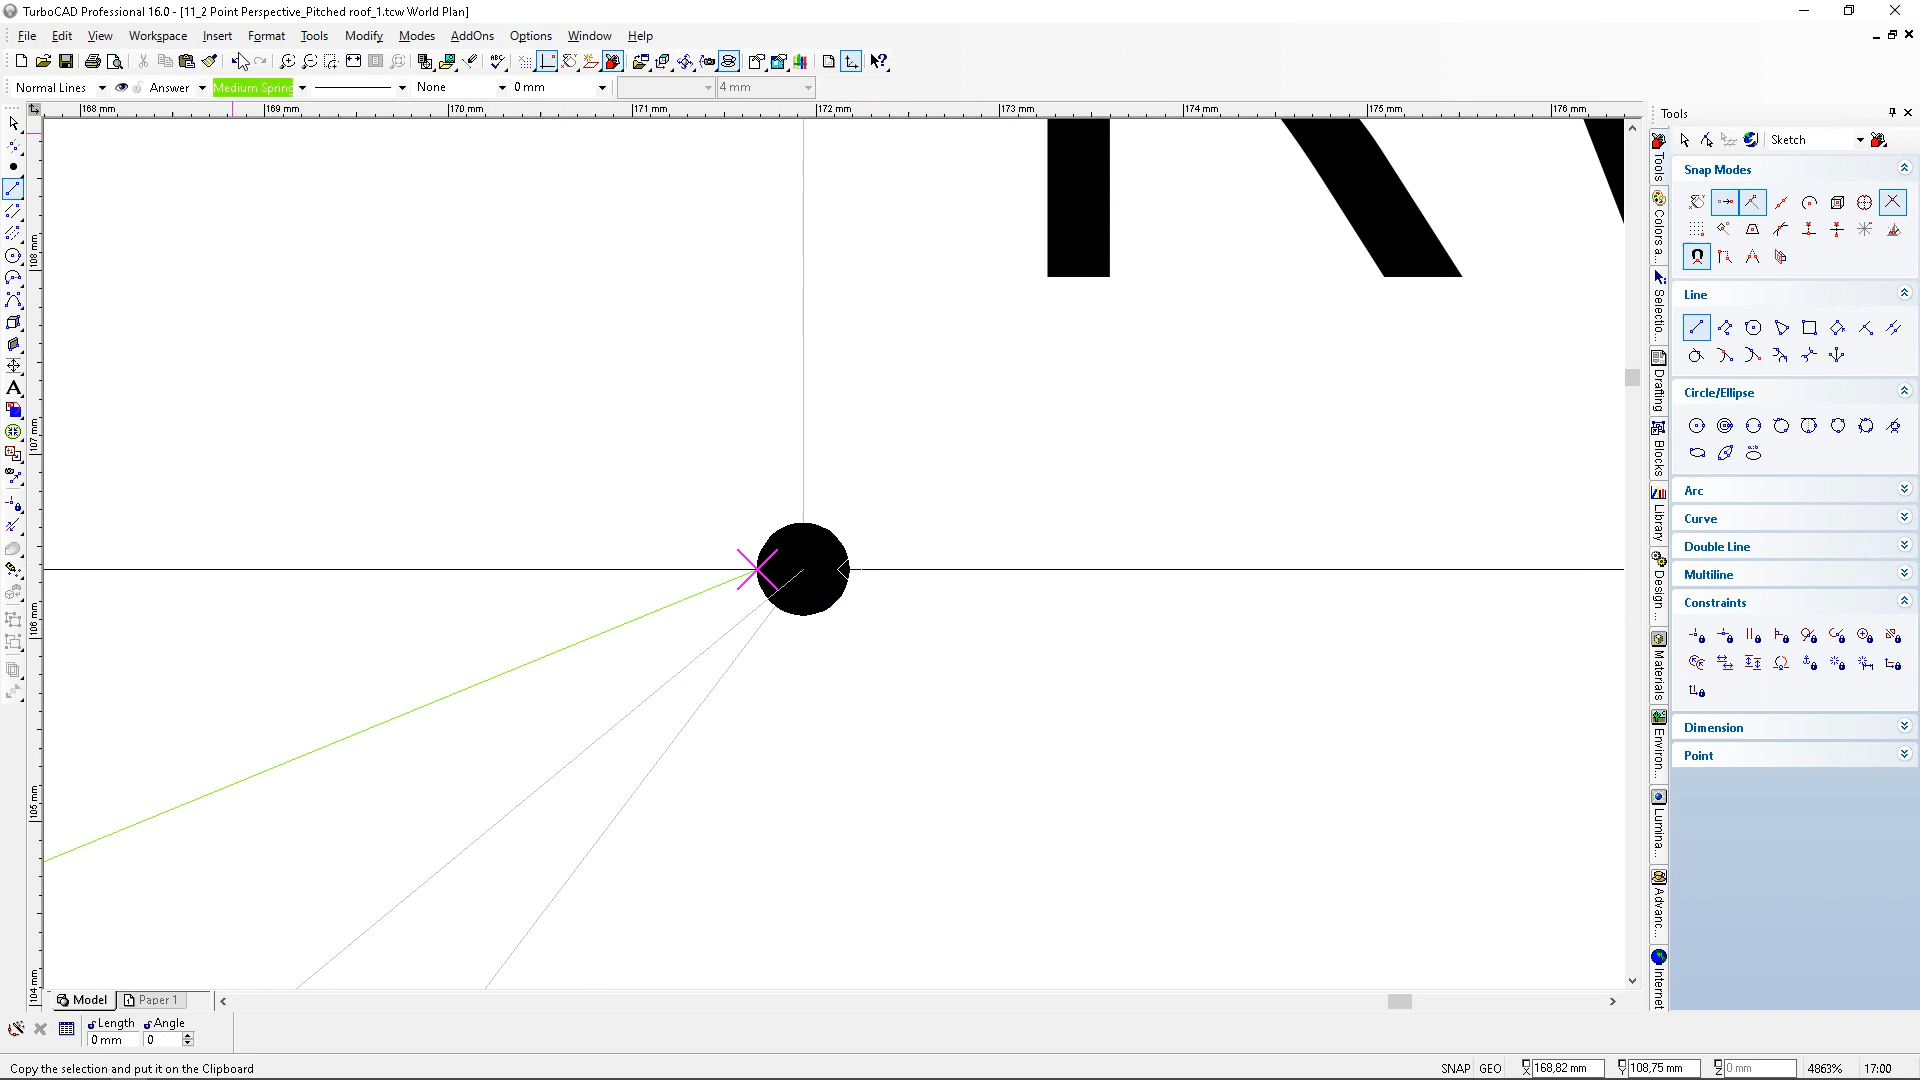 TurboCAD Professional 16.0 - [11_2 Point Perspective_Pitched roof_1.tcw World Plan]
File Edit View Workspace Insert Format Tools Modify Modes AddOns Options Window Help
Normal Lines Answer Medium Spring None 0 mm 4 mm
168 mm 169 mm 170 mm 171 mm 172 mm 173 mm 174 mm 175 mm 176 mm
108 mm
107 mm
106 mm
105 mm
104 mm
Tools
Sketch
Snap Modes
Line
Circle/Ellipse
Arc
Curve
Double Line
Multiline
Constraints
Dimension
Point
Tools
Colors a...
Selectio...
Drafting
Blocks
Library
Design ...
Materials
Environ...
Lumina...
Advanc...
Internet
Model Paper 1
Length Angle
0 mm 0
Copy the selection and put it on the Clipboard
SNAP GEO X 168,82 mm Y 108,75 mm Z 0 mm 4863% 17:00